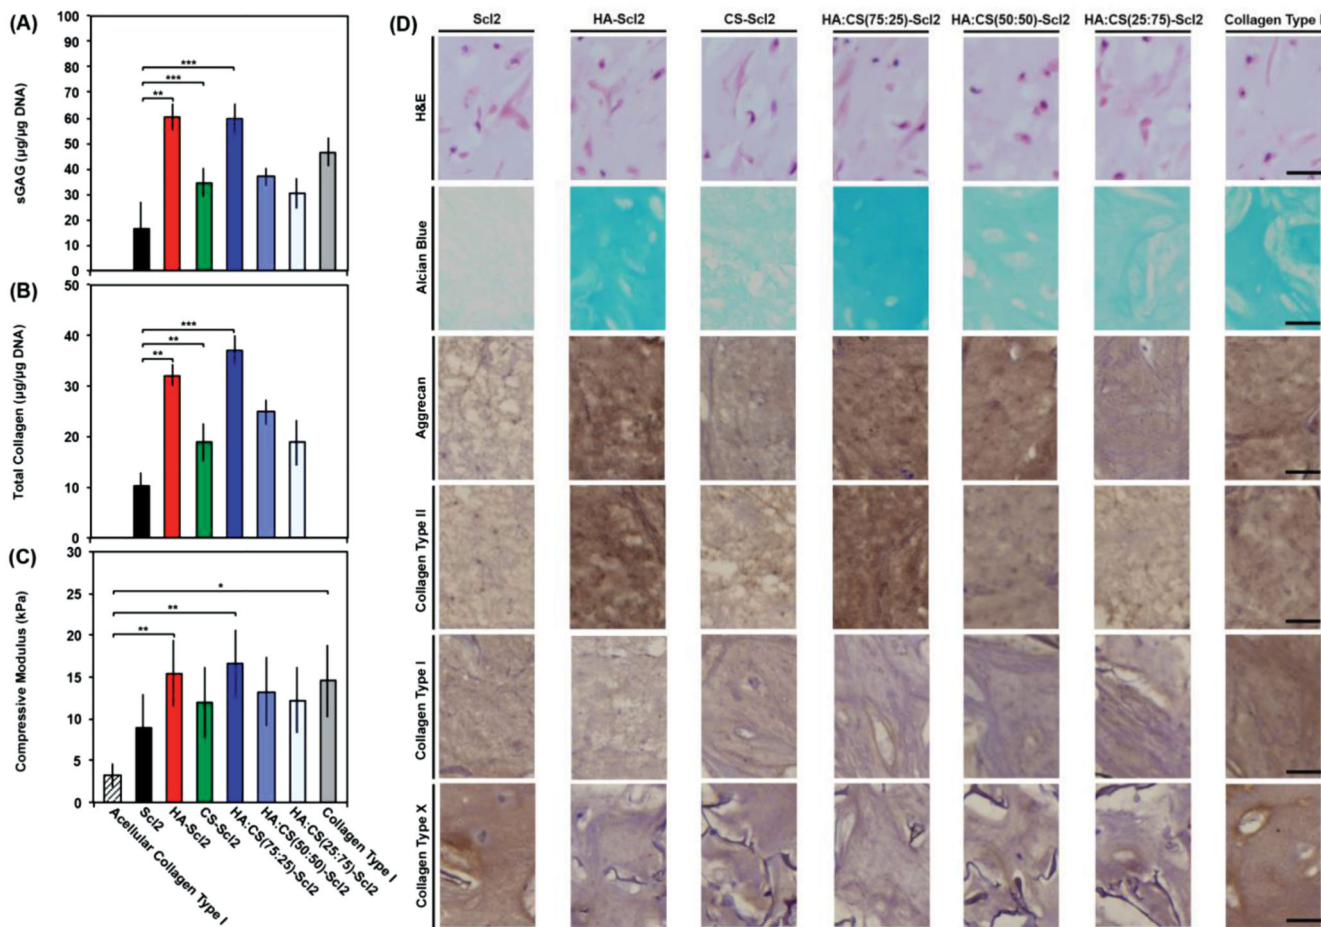 (A)
sGAG (µg/µg DNA)
100
90
80
70
60
50
40
30
20
10
0
***
***
**
(B)
Total Collagen (µg/µg DNA)
50
40
30
20
10
0
***
**
**
(C)
Compressive Modulus (kPa)
30
25
20
15
10
5
0
*
**
**
Acellular Collagen Type I
Scl2
HA-Scl2
CS-Scl2
HA:CS(75:25)-Scl2
HA:CS(50:50)-Scl2
HA:CS(25:75)-Scl2
Collagen Type I
(D)
Scl2
HA-Scl2
CS-Scl2
HA:CS(75:25)-Scl2
HA:CS(50:50)-Scl2
HA:CS(25:75)-Scl2
Collagen Type I
H&E
Alcian Blue
Aggrecan
Collagen Type II
Collagen Type I
Collagen Type X